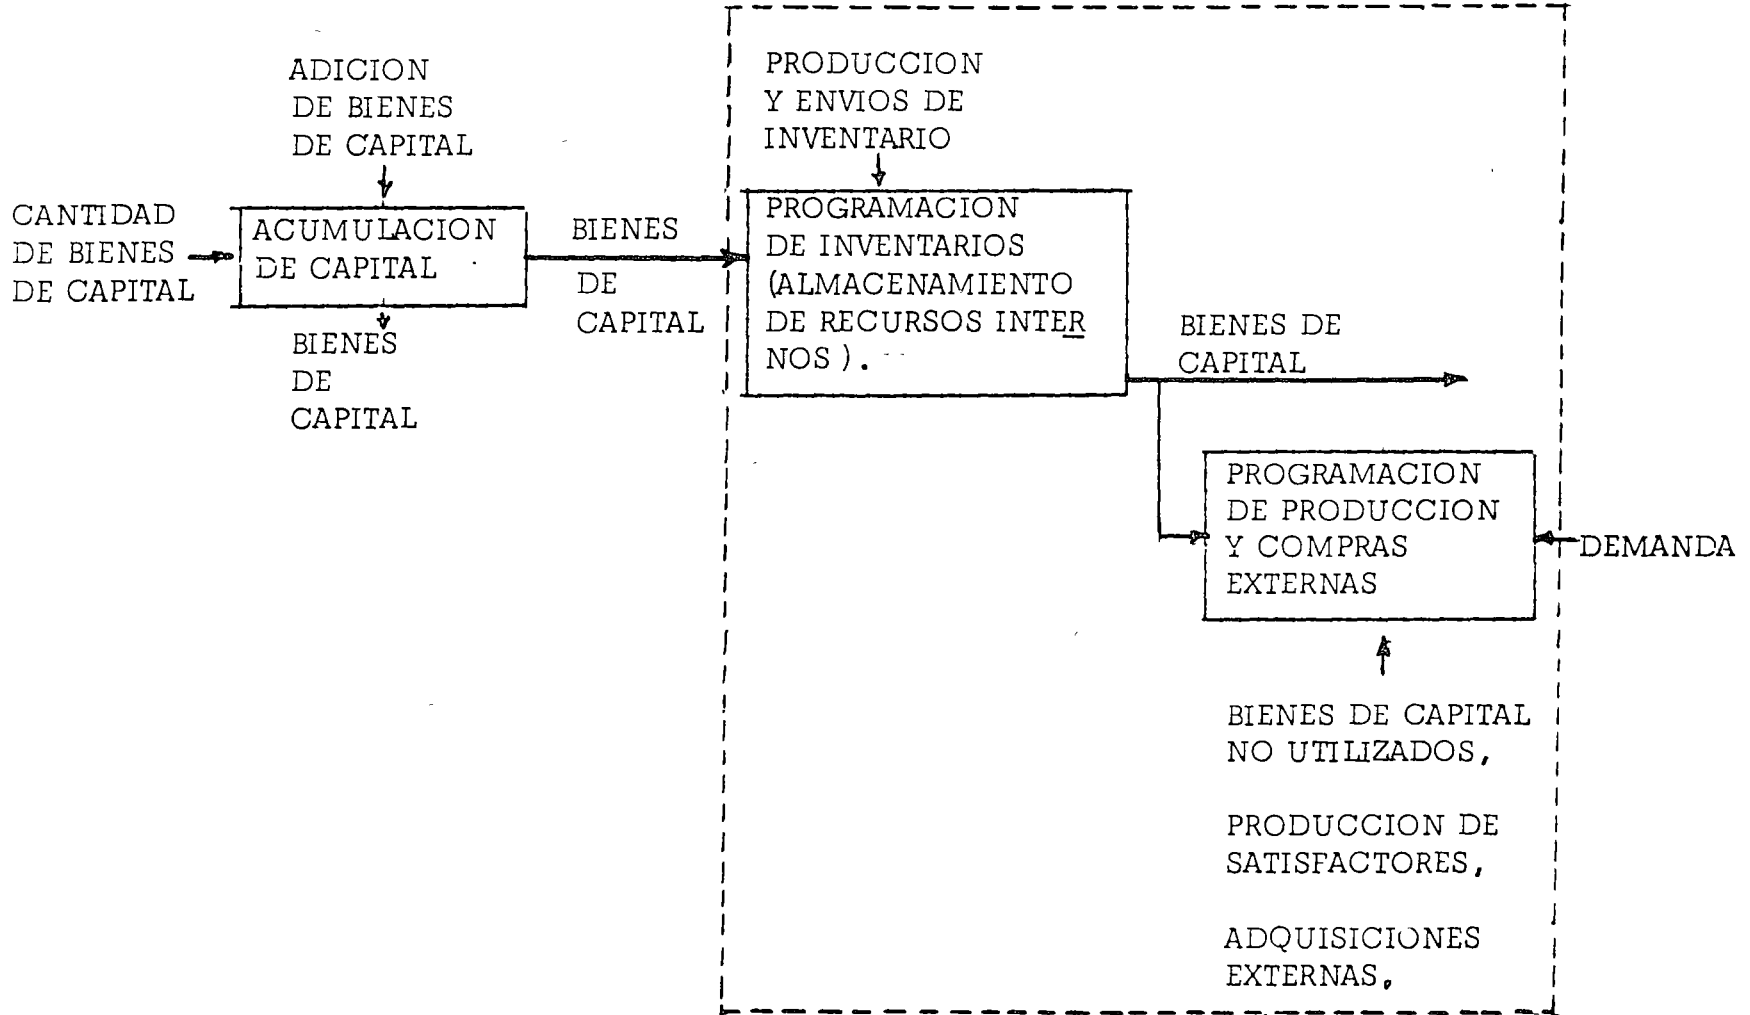 ADICION
DE BIENES
DE CAPITAL
CANTIDAD
DE BIENES
DE CAPITAL
ACUMULACION
DE CAPITAL
BIENES
DE
CAPITAL
BIENES
DE
CAPITAL
PRODUCCION
Y ENVIOS DE
INVENTARIO
PROGRAMACION
DE INVENTARIOS
(ALMACENAMIENTO
DE RECURSOS INTER
NOS).
BIENES DE
CAPITAL
PROGRAMACION
DE PRODUCCION
Y COMPRAS
EXTERNAS
DEMANDA
BIENES DE CAPITAL
NO UTILIZADOS,
PRODUCCION DE
SATISFACTORES,
ADQUISICIONES
EXTERNAS,